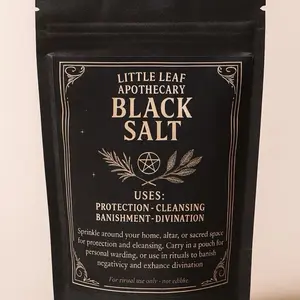 LITTLE LEAF
APOTHECARY
BLACK
SALT
USES:
PROTECTION - CLEANSING
BANISHMENT - DIVINATION
Sprinkle around your home, altar, or sacred space
for protection and cleansing, Carry in a pouch for
personal warding, or use in rituals to banish
negativicy and exhance divination
For ritual use only - not edible